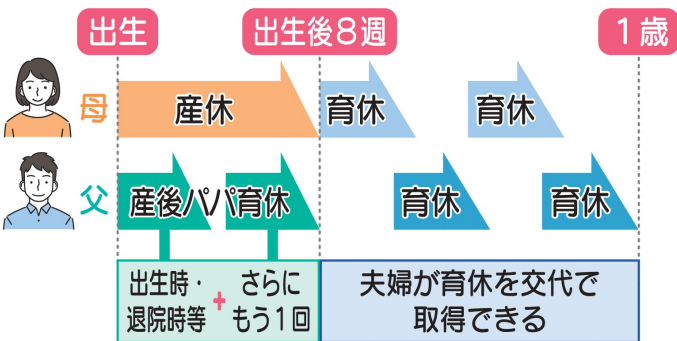 出生
出生後8週
1歳
母
産休
育休
育休
父
産後パパ育休
育休
育休
出生時・
退院時等
+
さらに
もう1回
夫婦が育休を交代で
取得できる